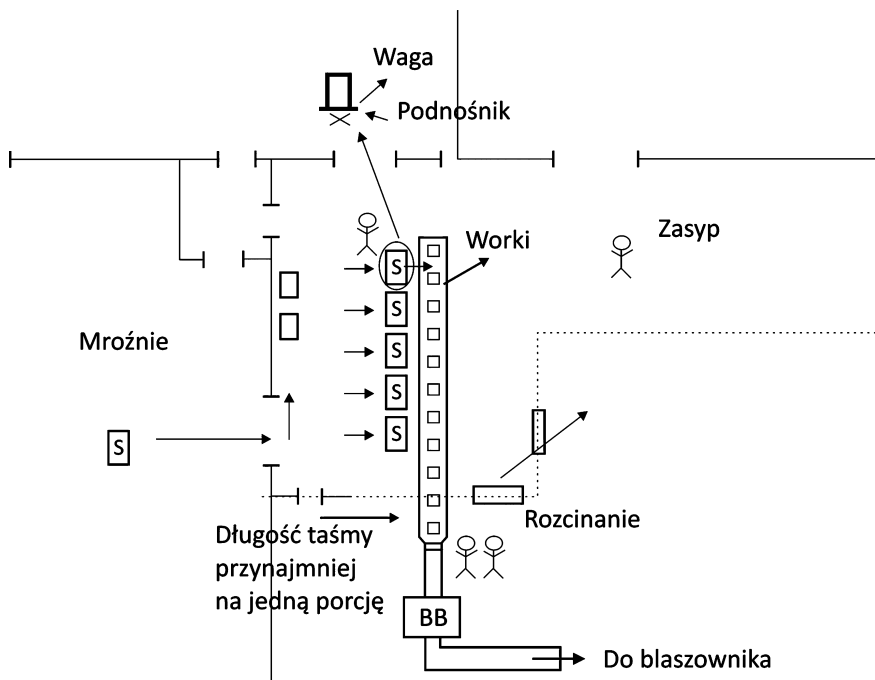 Waga
Podnośnik
Zasyp
Worki
S
S
Mroźnie
S
S
S
S
Rozcinanie
Długość taśmy
przynajmniej
na jedną porcję
BB
Do blaszownika